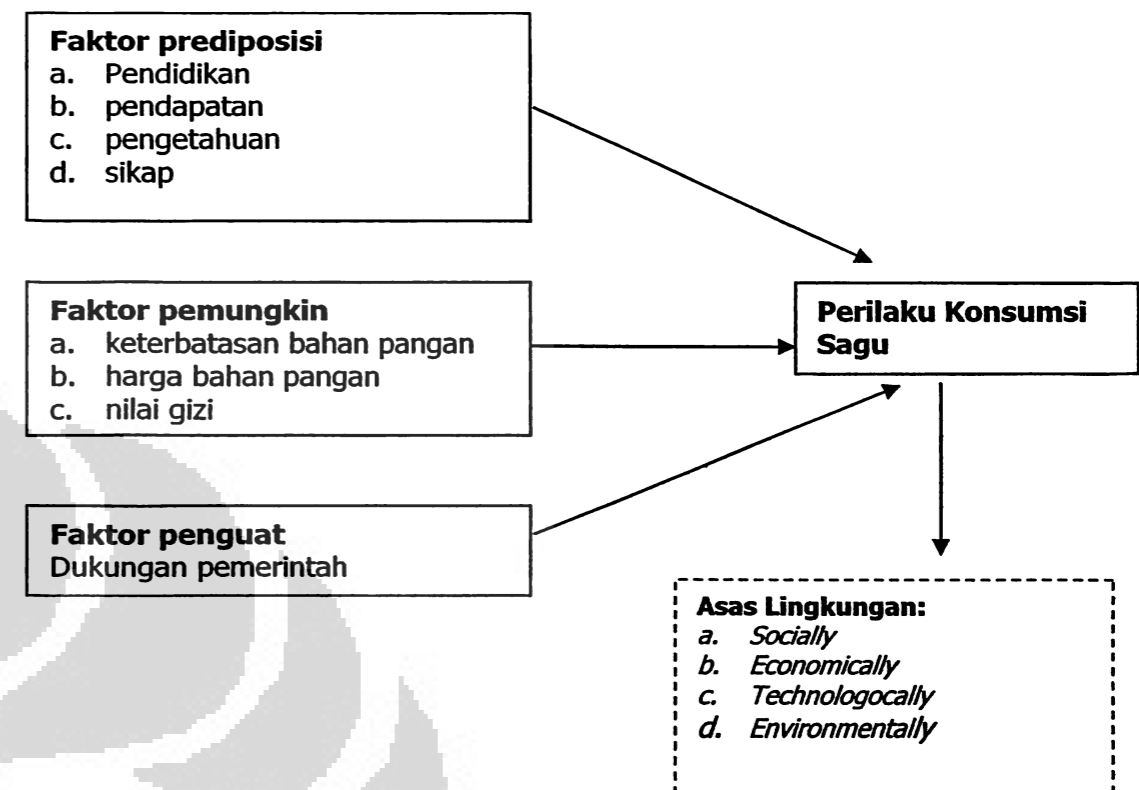 Faktor prediposisi
a. Pendidikan
b. pendapatan
c. pengetahuan
d. sikap
Faktor pemungkin
a. keterbatasan bahan pangan
b. harga bahan pangan
c. nilai gizi
Faktor penguat
Dukungan pemerintah
Perilaku Konsumsi
Sagu
Asas Lingkungan:
a. Socially
b. Economically
c. Technologocally
d. Environmentally